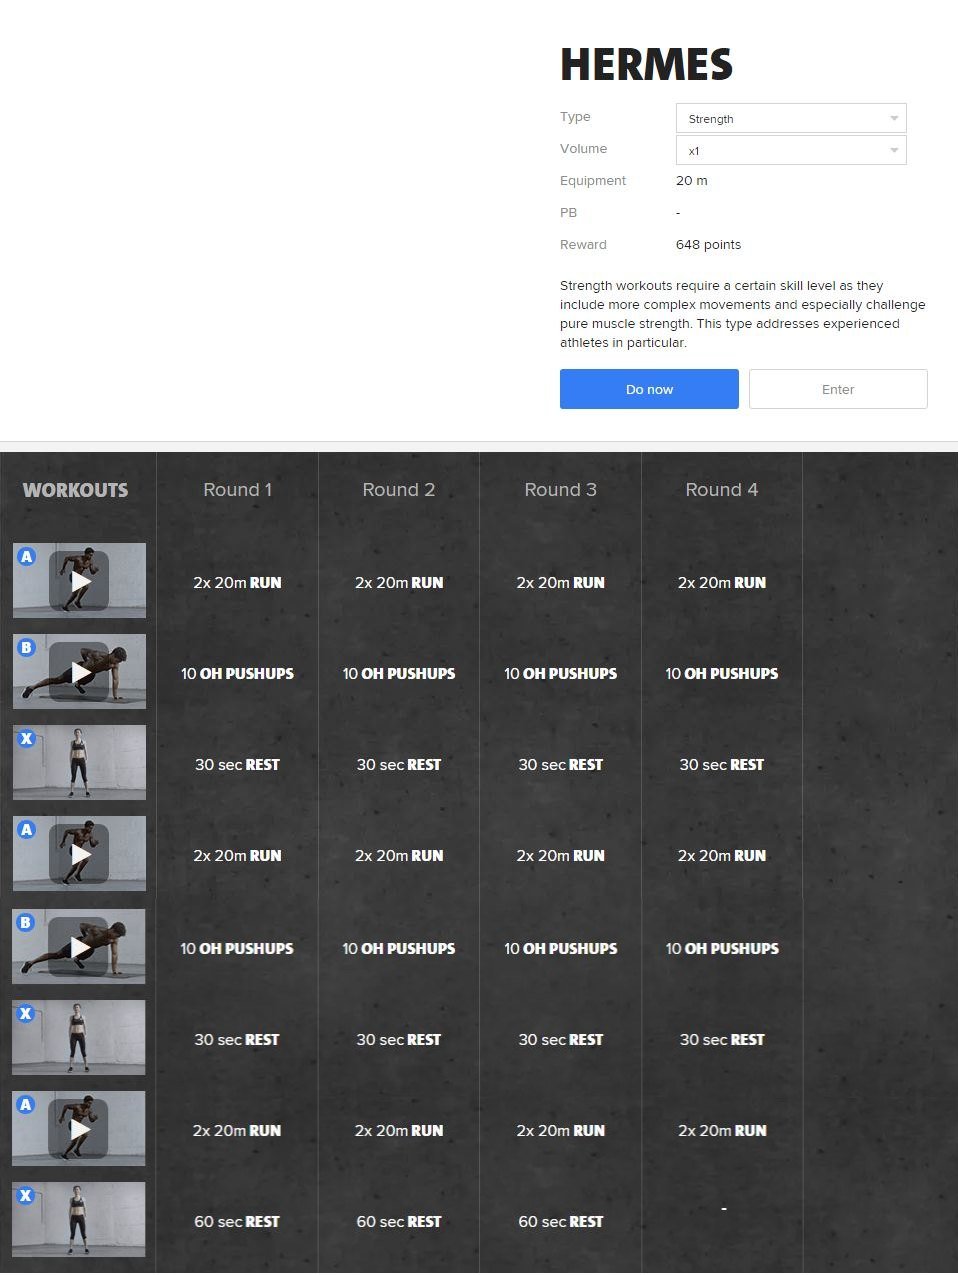 HERMES
Type Strength
Volume x1
Equipment 20 m
PB -
Reward 648 points
Strength workouts require a certain skill level as they
include more complex movements and especially challenge
pure muscle strength. This type addresses experienced
athletes in particular.
Do now Enter
WORKOUTS Round 1 Round 2 Round 3 Round 4
A 2x 20m RUN 2x 20m RUN 2x 20m RUN 2x 20m RUN
B 10 OH PUSHUPS 10 OH PUSHUPS 10 OH PUSHUPS 10 OH PUSHUPS
X 30 sec REST 30 sec REST 30 sec REST 30 sec REST
A 2x 20m RUN 2x 20m RUN 2x 20m RUN 2x 20m RUN
B 10 OH PUSHUPS 10 OH PUSHUPS 10 OH PUSHUPS 10 OH PUSHUPS
X 30 sec REST 30 sec REST 30 sec REST 30 sec REST
A 2x 20m RUN 2x 20m RUN 2x 20m RUN 2x 20m RUN
X 60 sec REST 60 sec REST 60 sec REST -